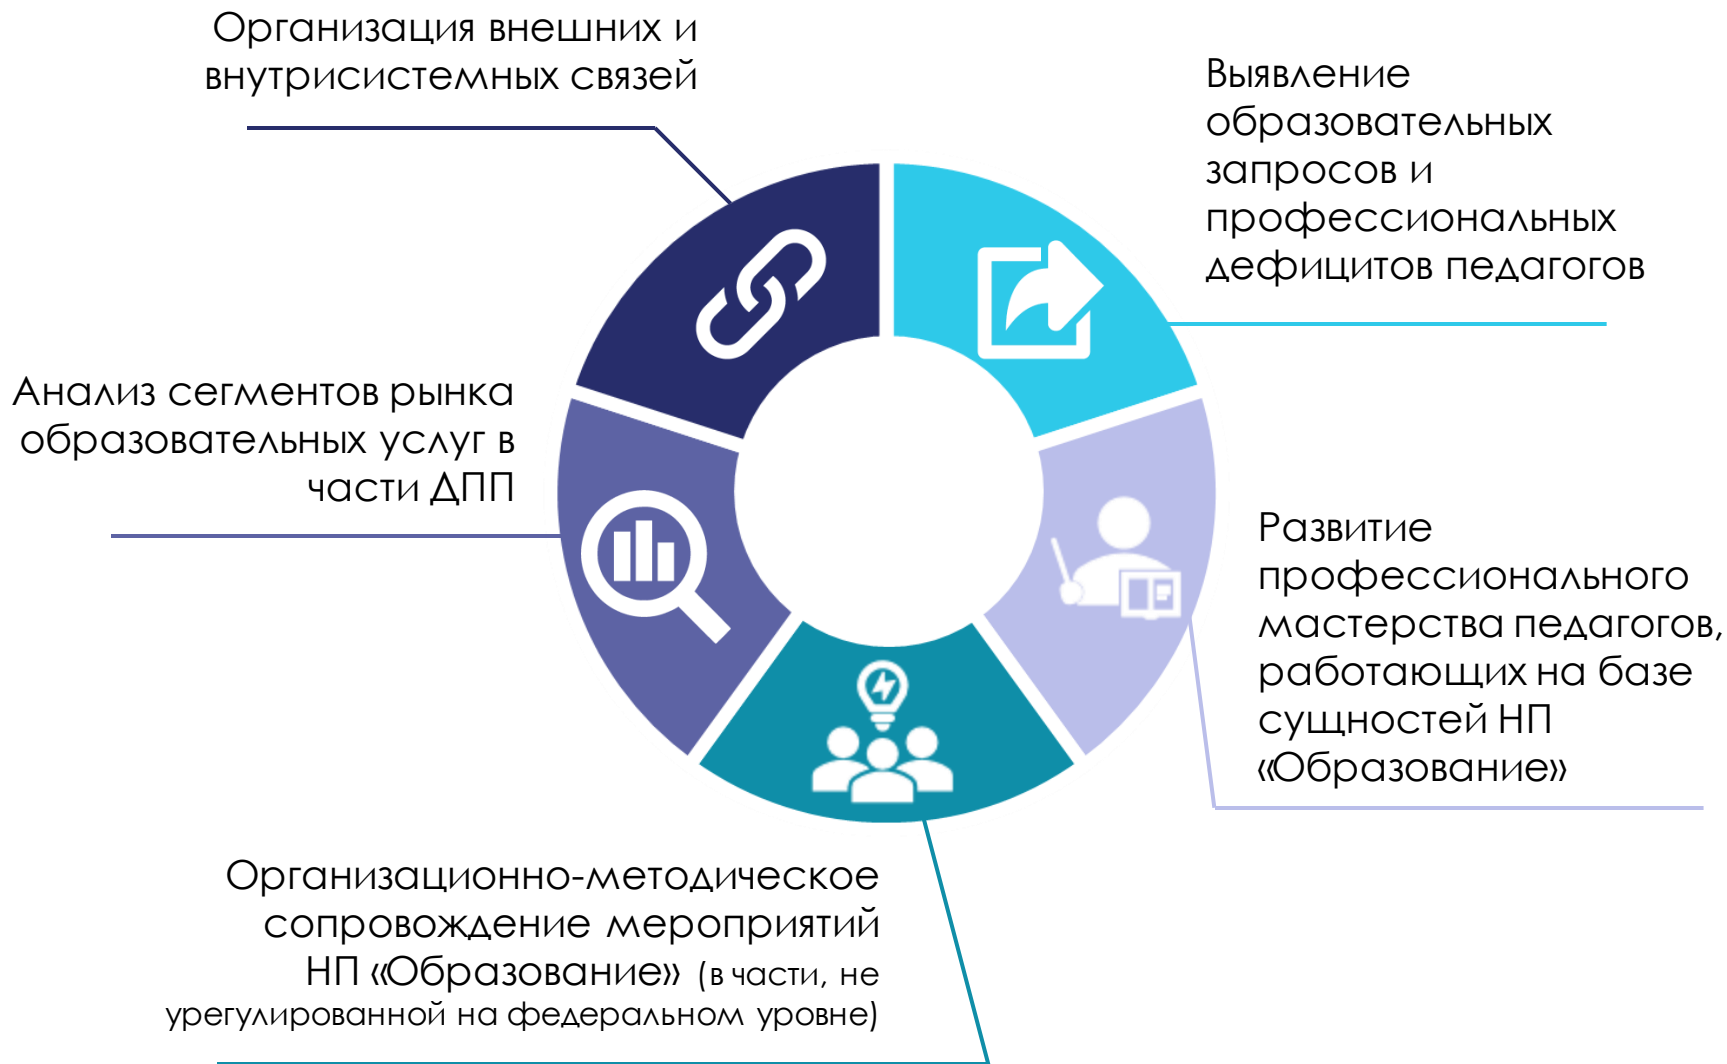 Организация внешних и
внутрисистемных связей
Выявление
образовательных
запросов и
профессиональных
дефицитов педагогов
Анализ сегментов рынка
образовательных услуг в
части ДПП
Развитие
профессионального
мастерства педагогов,
работающих на базе
сущностей НП
«Образование»
Организационно-методическое
сопровождение мероприятий
НП «Образование» (в части, не
урегулированной на федеральном уровне)